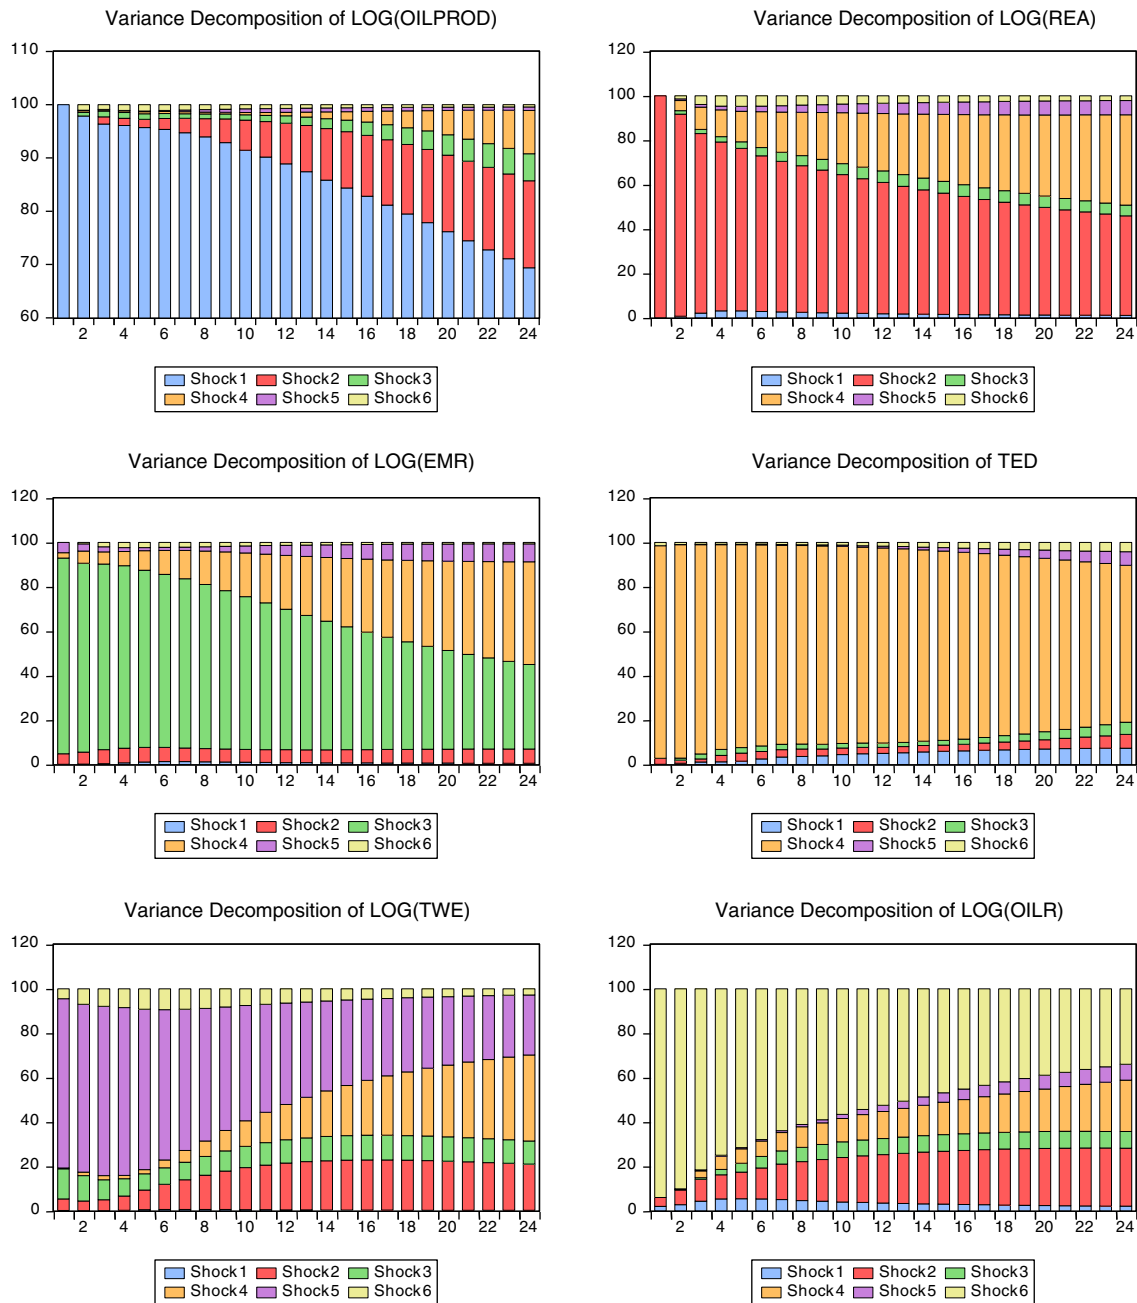 Variance Decomposition of LOG(OILPROD)
110
100
90
80
70
60
2 4 6 8 10 12 14 16 18 20 22 24
Shock1 Shock2 Shock3
Shock4 Shock5 Shock6
Variance Decomposition of LOG(REA)
120
100
80
60
40
20
0
2 4 6 8 10 12 14 16 18 20 22 24
Shock1 Shock2 Shock3
Shock4 Shock5 Shock6
Variance Decomposition of LOG(EMR)
120
100
80
60
40
20
0
2 4 6 8 10 12 14 16 18 20 22 24
Shock1 Shock2 Shock3
Shock4 Shock5 Shock6
Variance Decomposition of TED
120
100
80
60
40
20
0
2 4 6 8 10 12 14 16 18 20 22 24
Shock1 Shock2 Shock3
Shock4 Shock5 Shock6
Variance Decomposition of LOG(TWE)
120
100
80
60
40
20
0
2 4 6 8 10 12 14 16 18 20 22 24
Shock1 Shock2 Shock3
Shock4 Shock5 Shock6
Variance Decomposition of LOG(OILR)
120
100
80
60
40
20
0
2 4 6 8 10 12 14 16 18 20 22 24
Shock1 Shock2 Shock3
Shock4 Shock5 Shock6